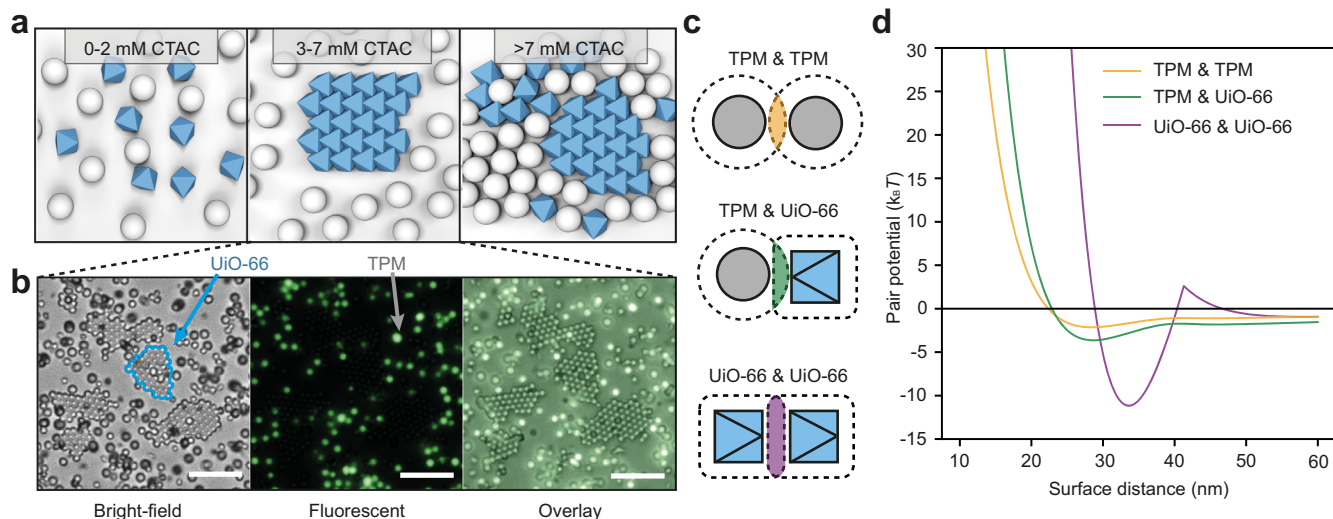 a
0-2 mM CTAC
3-7 mM CTAC
>7 mM CTAC
b
UiO-66
TPM
Bright-field
Fluorescent
Overlay
c
TPM & TPM
TPM & UiO-66
UiO-66 & UiO-66
d
Pair potential (kBT)
30
25
20
15
10
5
0
-5
-10
-15
TPM & TPM
TPM & UiO-66
UiO-66 & UiO-66
10
20
30
40
50
60
Surface distance (nm)